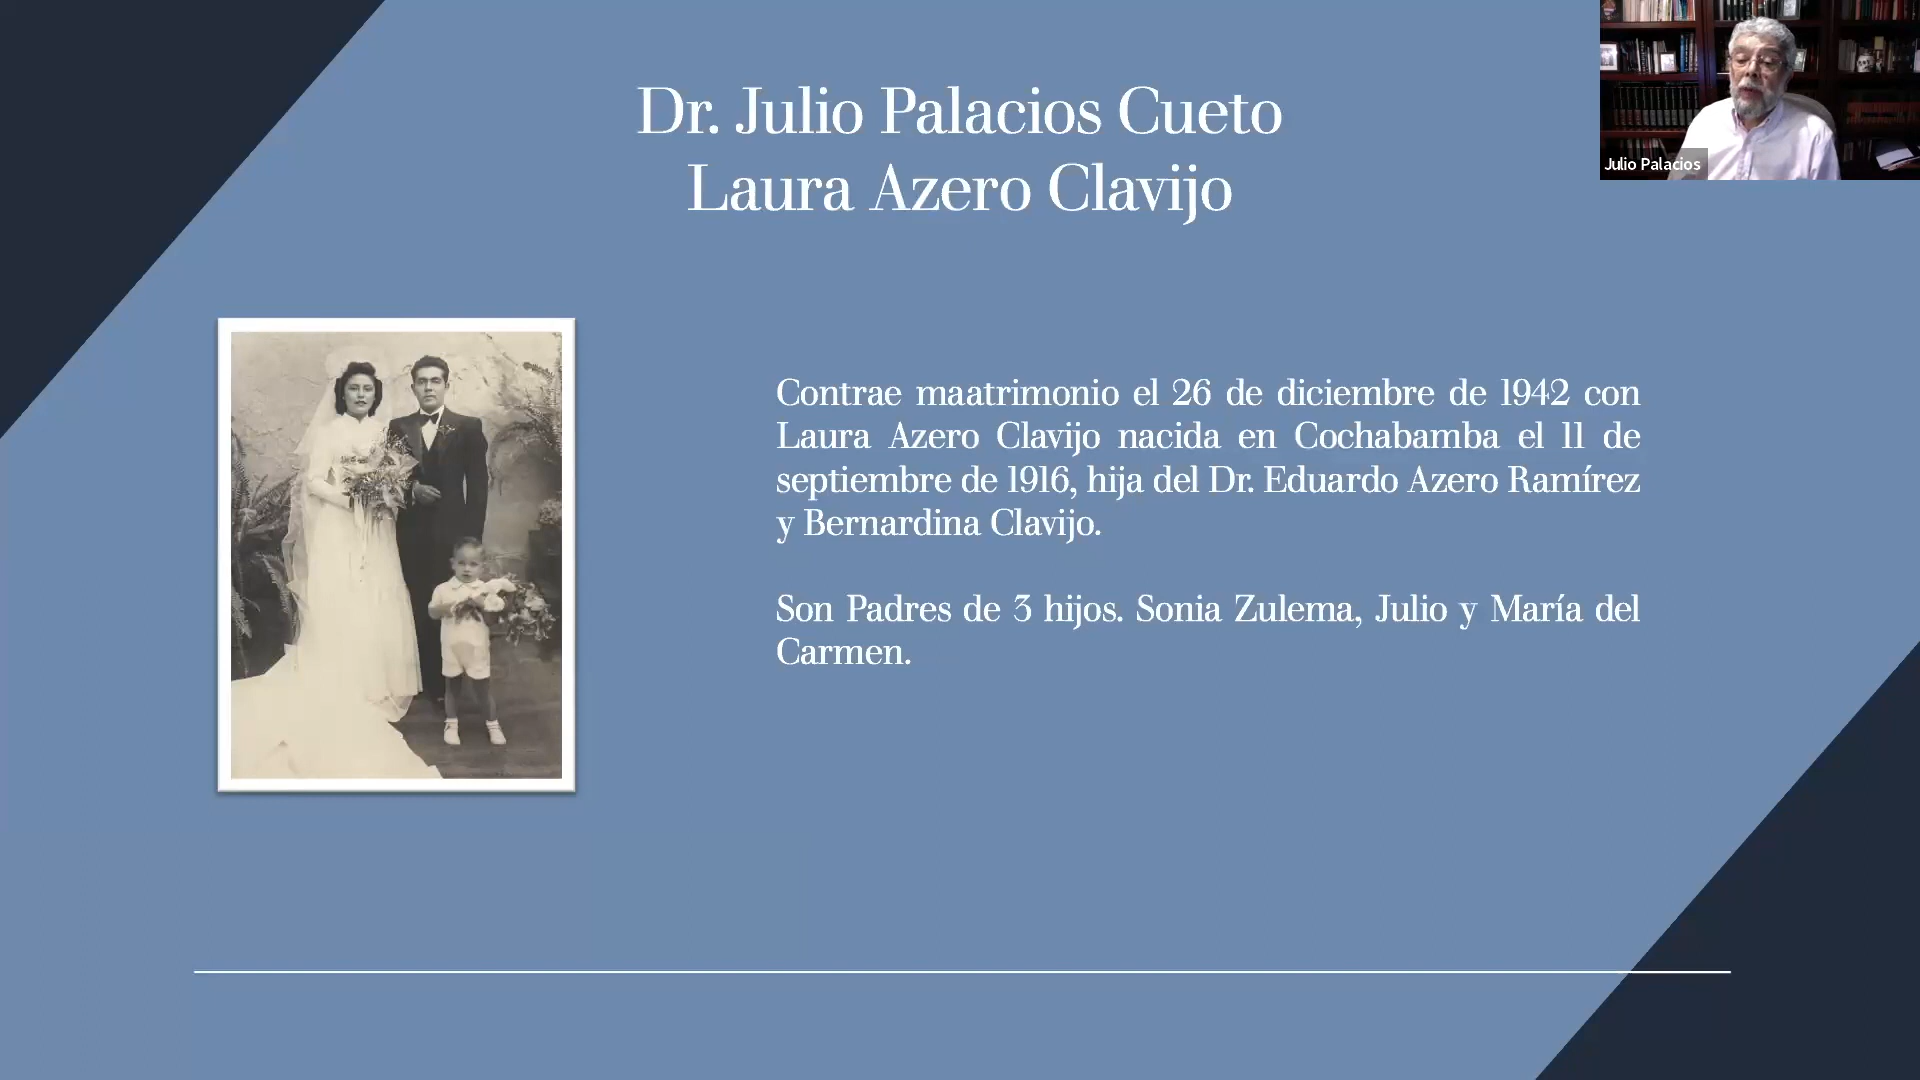 Dr. Julio Palacios Cueto
Laura Azero Clavijo
Julio Palacios
Contrae maatrimonio el 26 de diciembre de 1942 con
Laura Azero Clavijo nacida en Cochabamba el 11 de
septiembre de 1916, hija del Dr. Eduardo Azero Ramírez
y Bernardina Clavijo.
Son Padres de 3 hijos. Sonia Zulema, Julio y María del
Carmen.